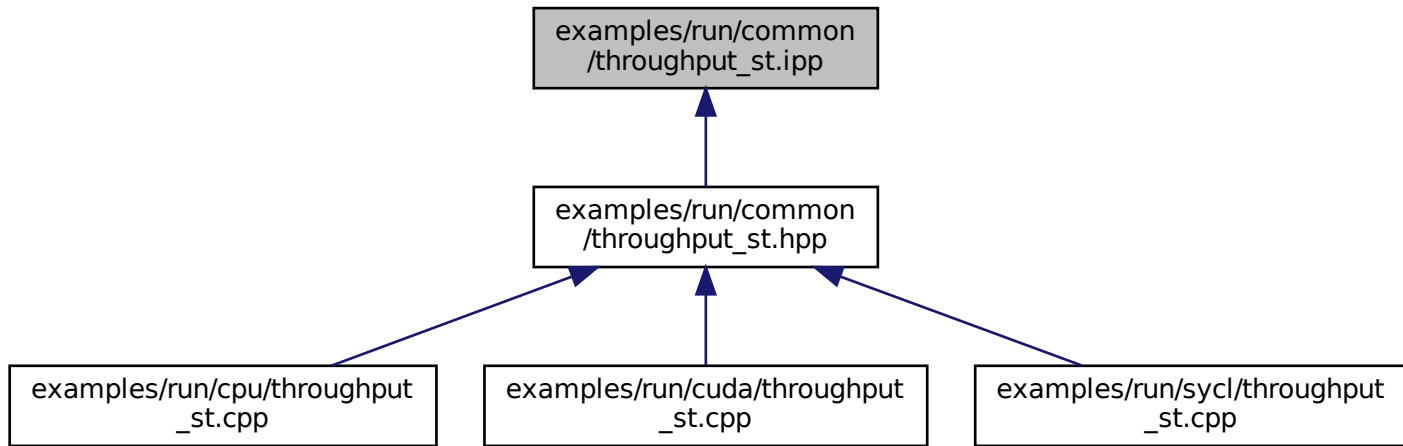 examples/run/common
/throughput_st.ipp
examples/run/common
/throughput_st.hpp
examples/run/cpu/throughput
_st.cpp
examples/run/cuda/throughput
_st.cpp
examples/run/sycl/throughput
_st.cpp